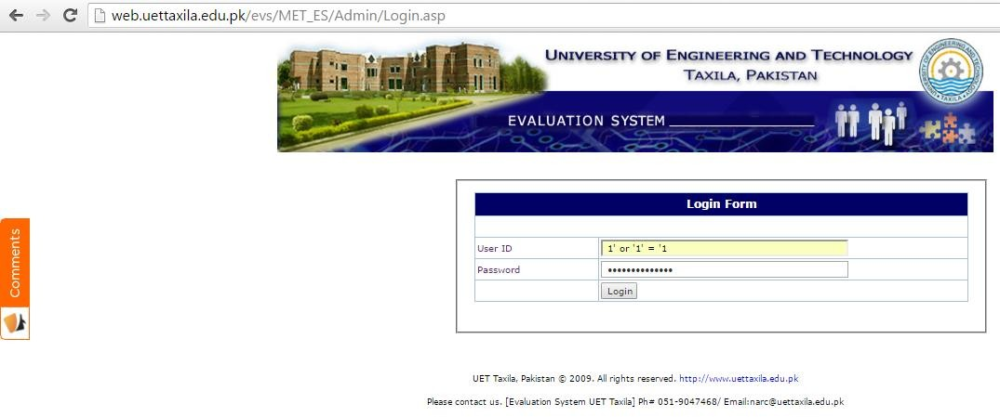 web.uettaxila.edu.pk/evs/MET_ES/Admin/Login.asp
UNIVERSITY OF ENGINEERING AND TECHNOLOGY
TAXILA, PAKISTAN
EVALUATION SYSTEM
Login Form
User ID 1' or '1' = '1
Password ••••••••••••••
Login
Comments
UET Taxila, Pakistan © 2009. All rights reserved. http://www.uettaxila.edu.pk
Please contact us. [Evaluation System UET Taxila] Ph# 051-9047468/ Email:narc@uettaxila.edu.pk